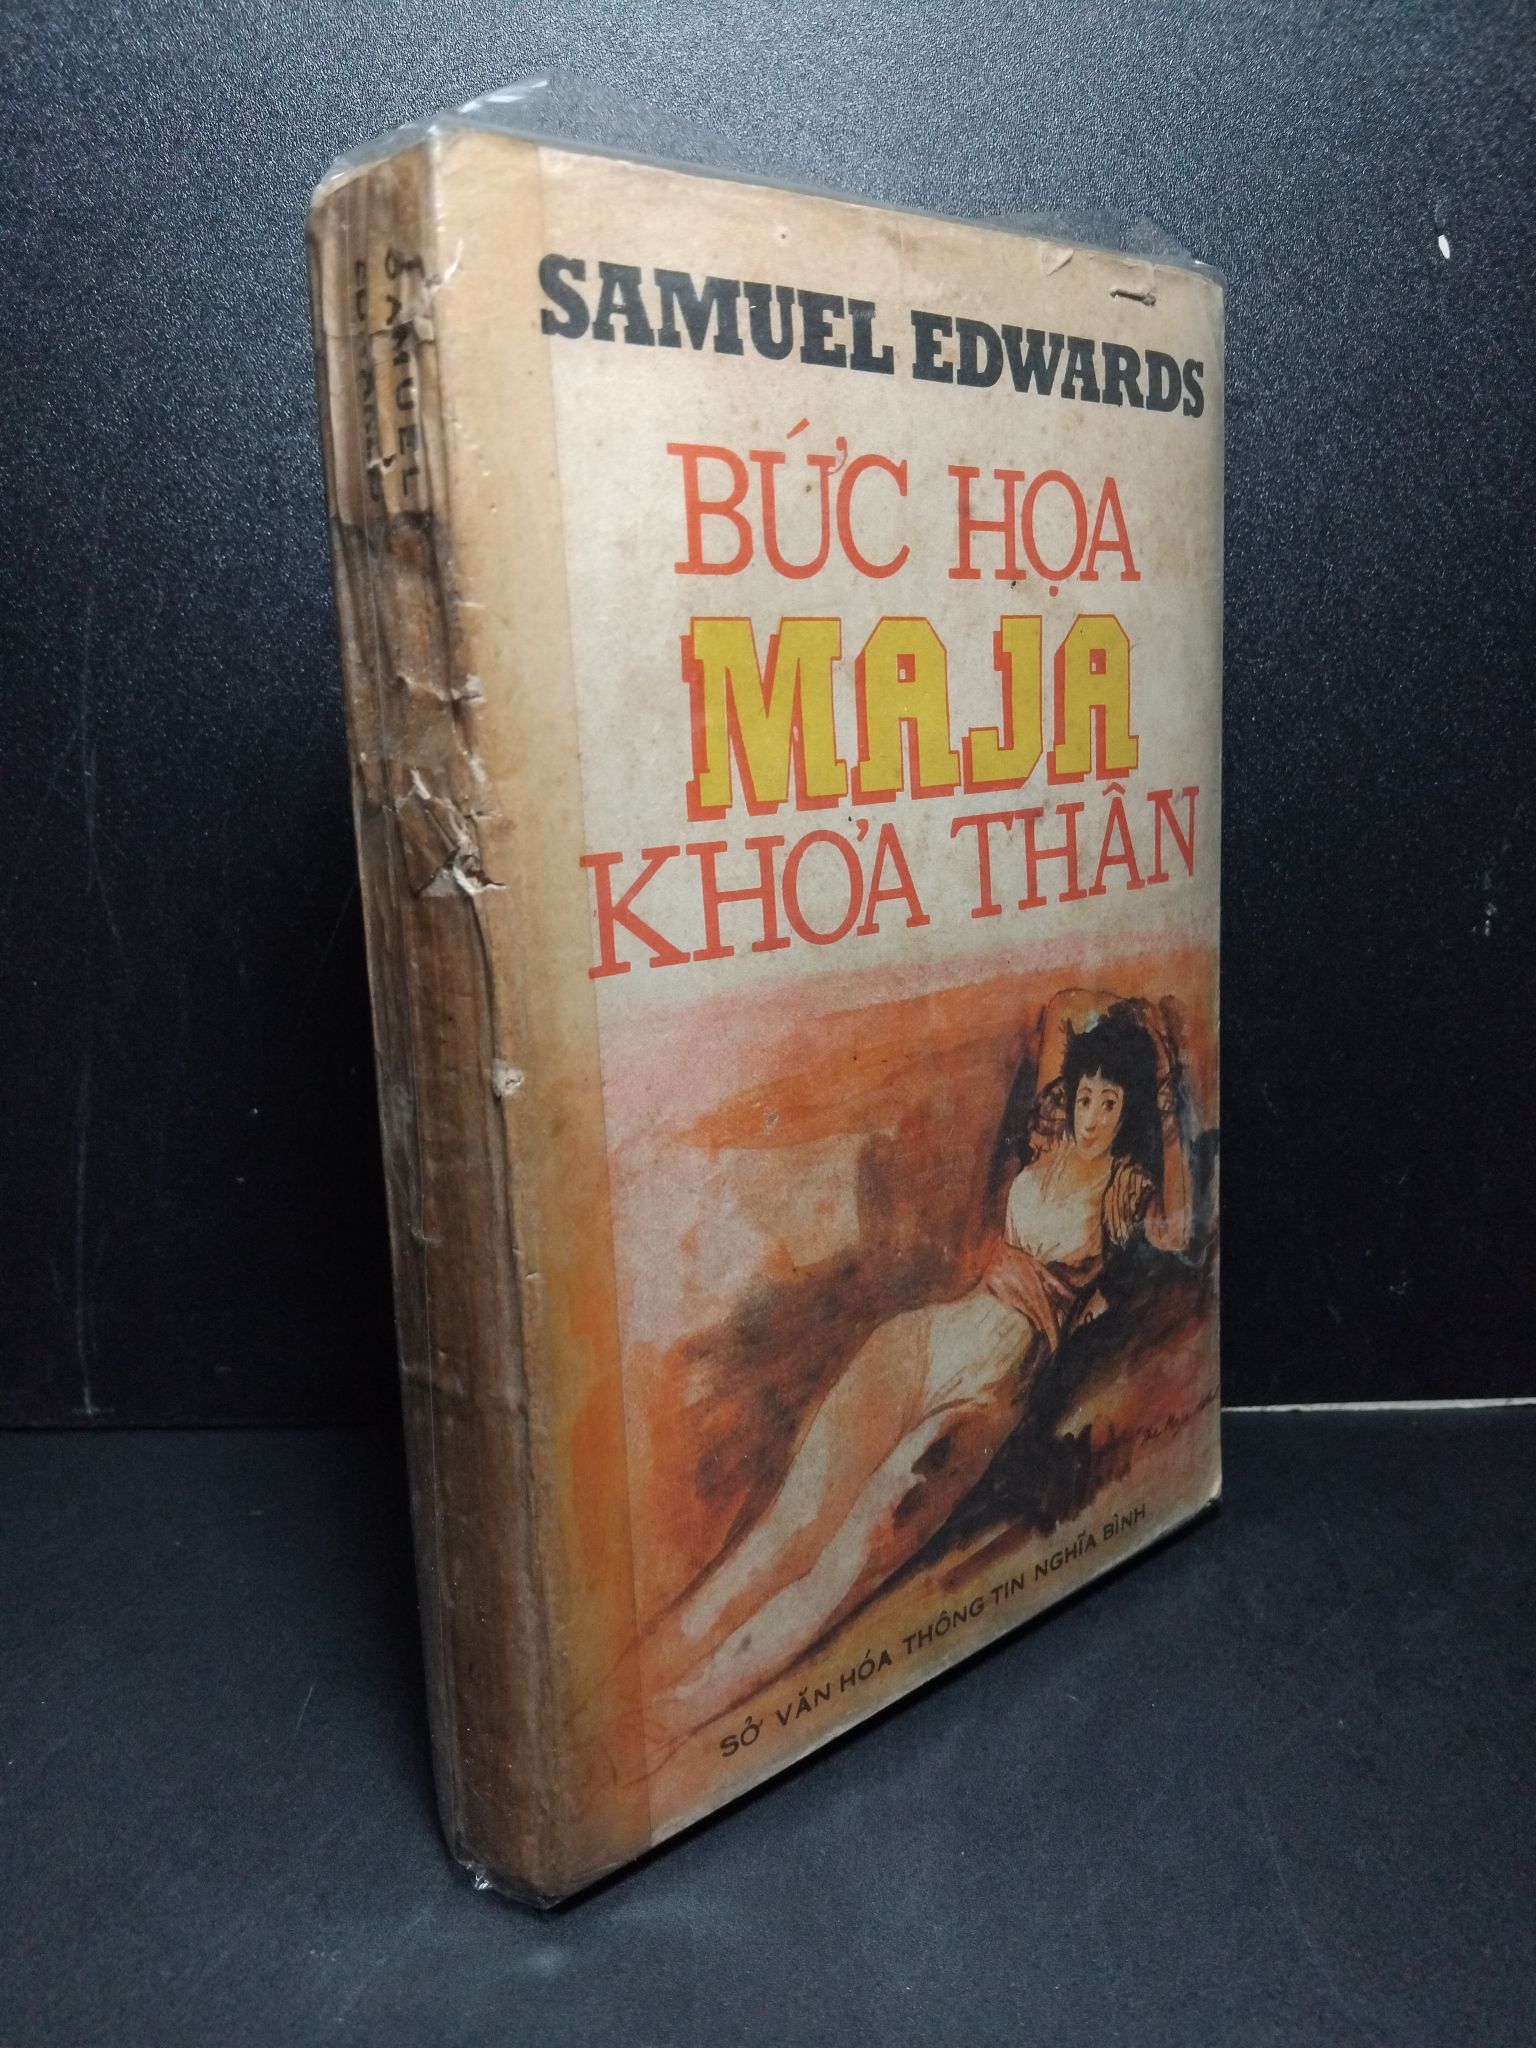 SAMUEL EDWARDS
BỨC HỌA
MAJA
KHỎA THÂN
SỞ VĂN HÓA THÔNG TIN NGHĨA BÌNH
SAMUEL